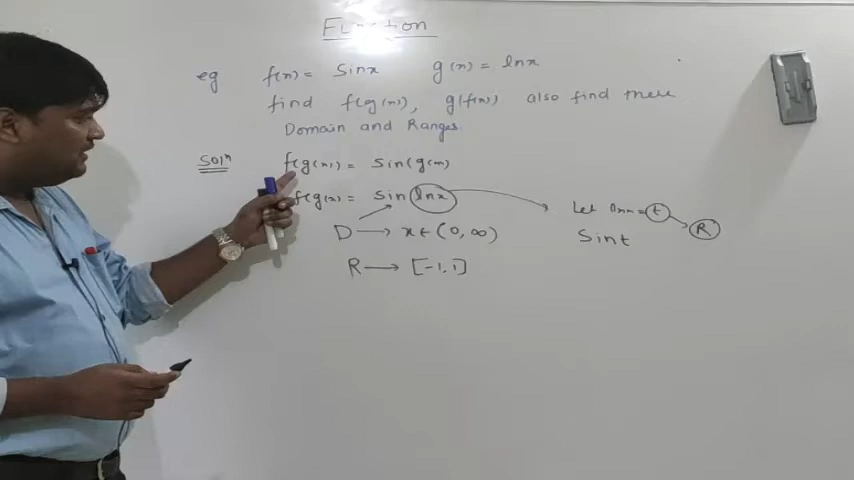 Function
eg f(x) = sinx g(x) = lnx
find f(g(x)), g(f(x)) also find there
Domain and Ranges.
Solⁿ f(g(x)) = sin(g(x))
f(g(x)) = sin lnx Let lnx = t R
D → x ∈ (0, ∞) Sint
R → [-1, 1]